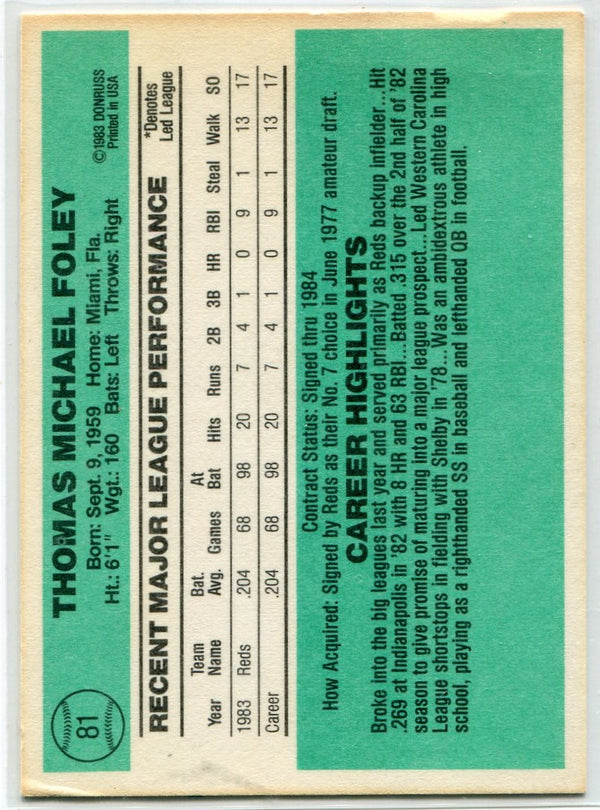 81
THOMAS MICHAEL FOLEY
Born: Sept. 9, 1959 Home: Miami, Fla.
Ht.: 6'1" Wgt.: 160 Bats: Left Throws: Right
©1983 DONRUSS
Printed in USA
RECENT MAJOR LEAGUE PERFORMANCE
*Denotes
Led League
Year Team Name Bat. Avg. Games At Bat Hits Runs 2B 3B HR RBI Steal Walk SO
1983 Reds .204 68 98 20 7 4 1 0 9 1 13 17
Career .204 68 98 20 7 4 1 0 9 1 13 17
Contract Status: Signed thru 1984
How Acquired: Signed by Reds as their No. 7 choice in June 1977 amateur draft.
CAREER HIGHLIGHTS
Broke into the big leagues last year and served primarily as Reds backup infielder...Hit
.269 at Indianapolis in '82 with 8 HR and 63 RBI...Batted .315 over the 2nd half of '82
season to give promise of maturing into a major league prospect...Led Western Carolina
League shortstops in fielding with Shelby in '78...Was an ambidextrous athlete in high
school, playing as a righthanded SS in baseball and lefthanded QB in football.